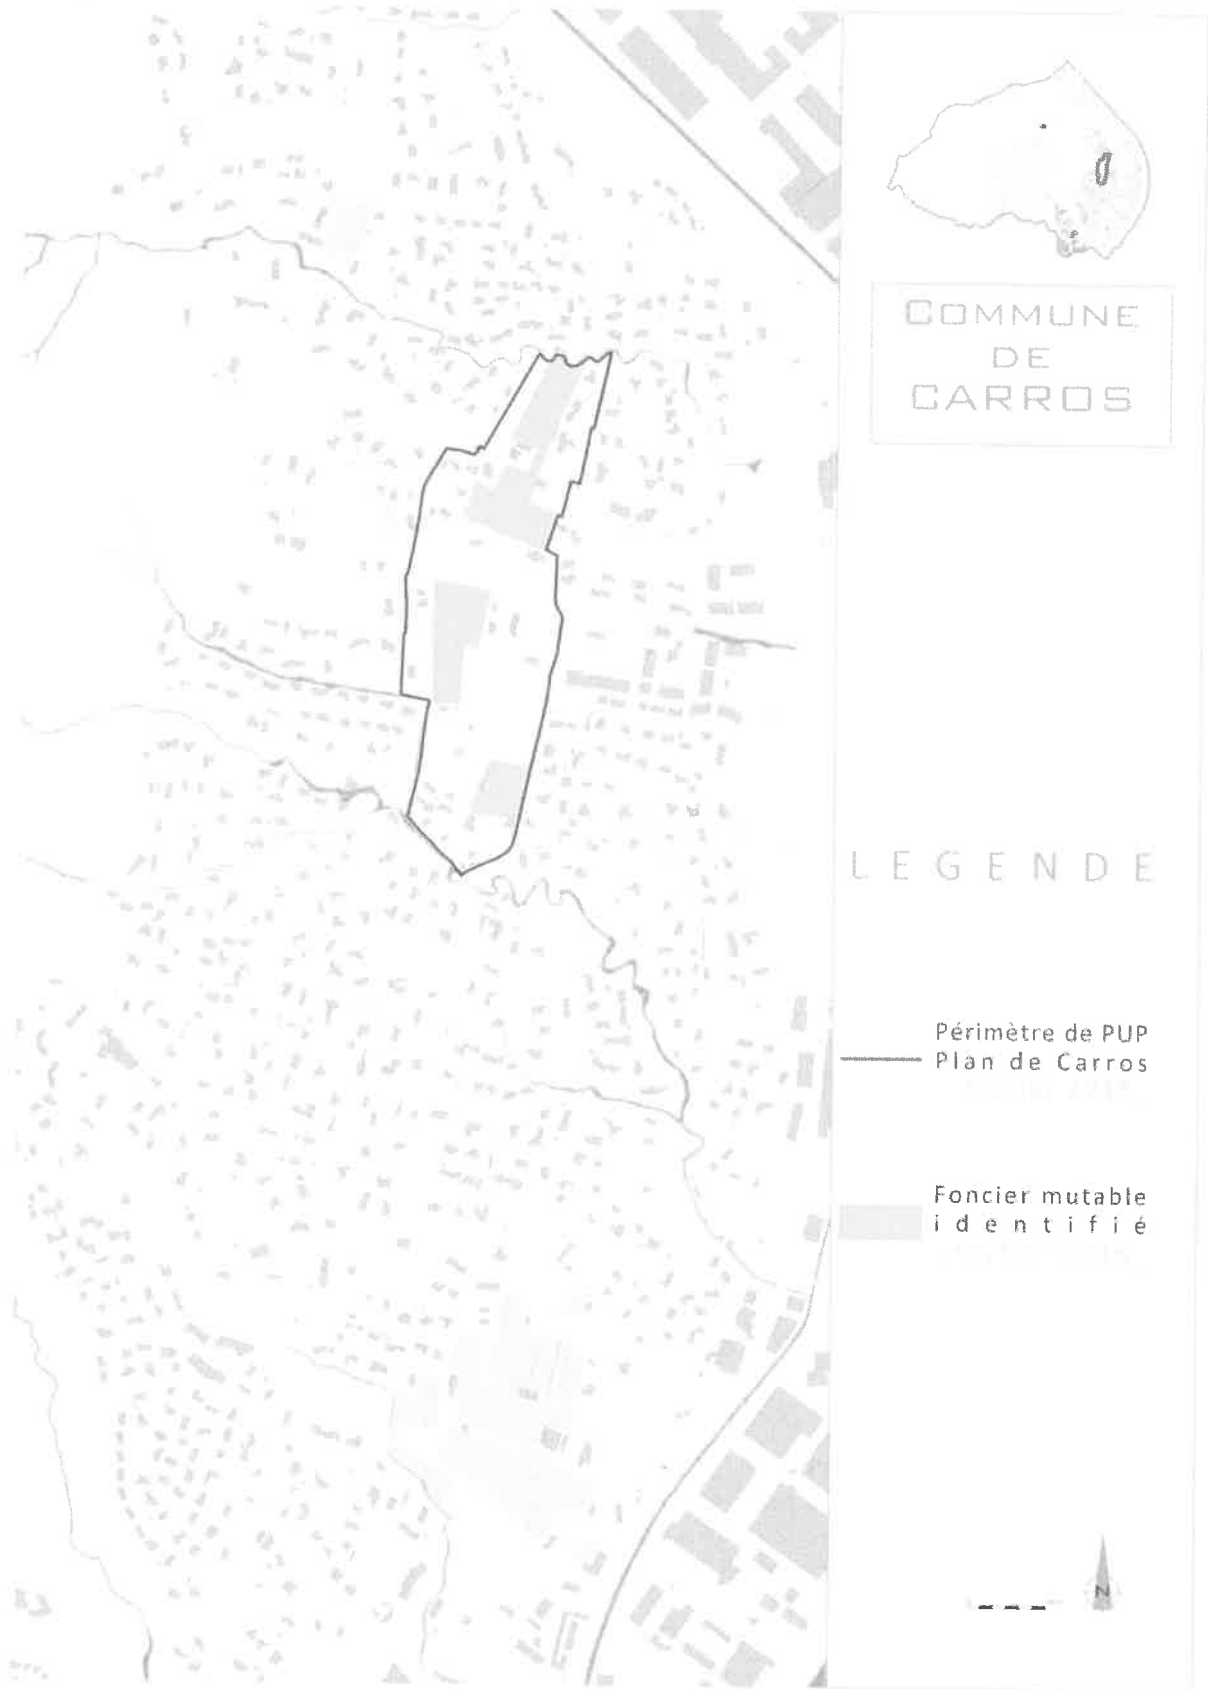 COMMUNE
DE
CARROS
LEGENDE
Périmètre de PUP
Plan de Carros
Foncier mutable
identifié
N